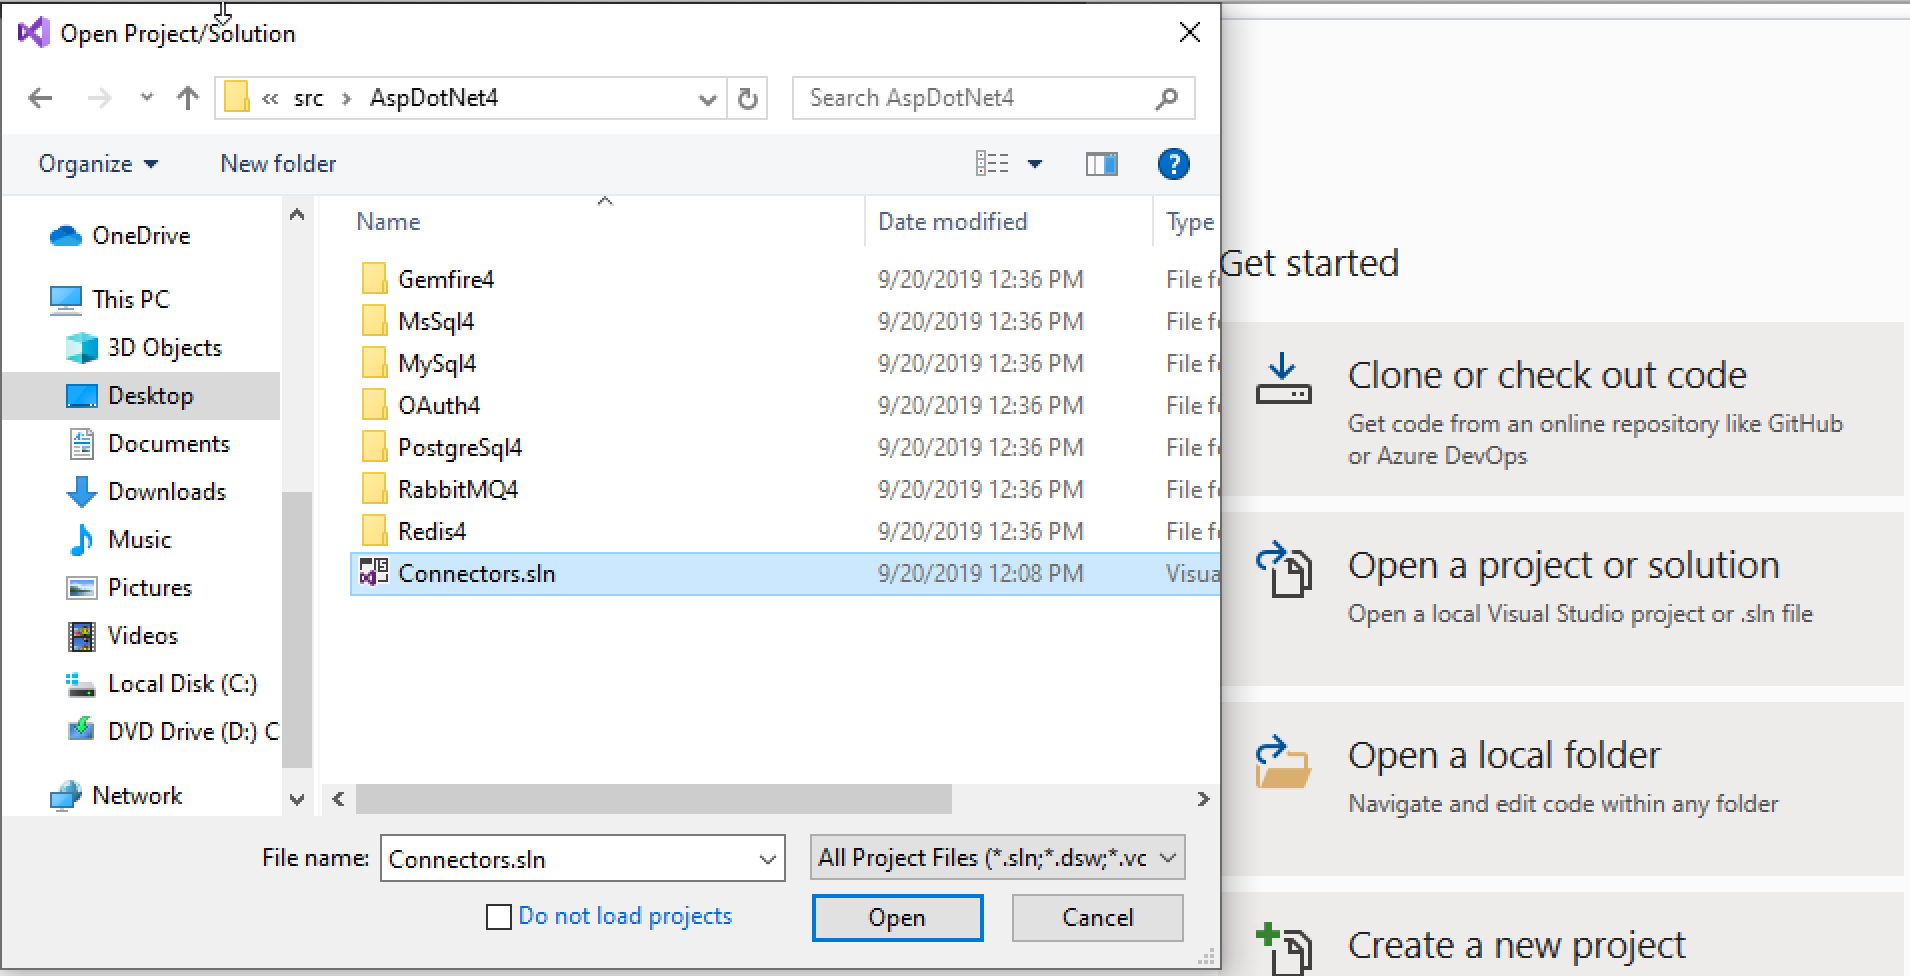 Open Project/Solution
« src › AspDotNet4
Search AspDotNet4
Organize
New folder
?
OneDrive
This PC
3D Objects
Desktop
Documents
Downloads
Music
Pictures
Videos
Local Disk (C:)
DVD Drive (D:) C
Network
Name Date modified Type
Gemfire4 9/20/2019 12:36 PM File f
MsSql4 9/20/2019 12:36 PM File f
MySql4 9/20/2019 12:36 PM File f
OAuth4 9/20/2019 12:36 PM File f
PostgreSql4 9/20/2019 12:36 PM File f
RabbitMQ4 9/20/2019 12:36 PM File f
Redis4 9/20/2019 12:36 PM File f
Connectors.sln 9/20/2019 12:08 PM Visua
File name: Connectors.sln
All Project Files (*.sln;*.dsw;*.vc
Do not load projects
Open
Cancel
Get started
Clone or check out code
Get code from an online repository like GitHub
or Azure DevOps
Open a project or solution
Open a local Visual Studio project or .sln file
Open a local folder
Navigate and edit code within any folder
Create a new project